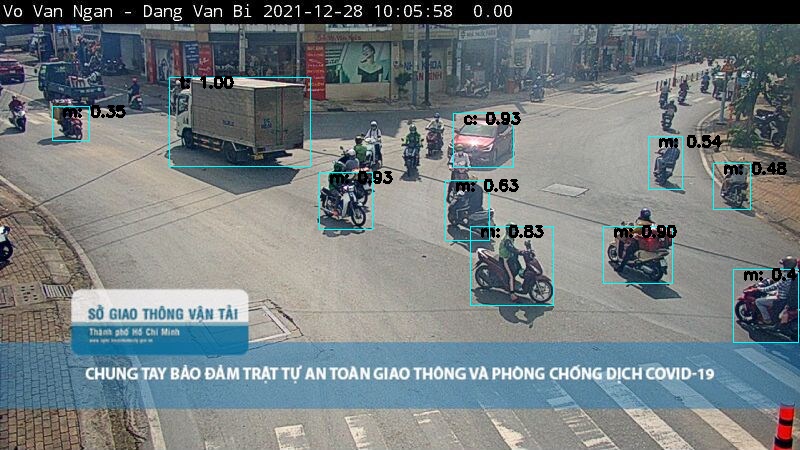 Vo Van Ngan - Dang Van Bi 2021-12-28 10:05:58  0.00
t: 1.00
m: 0.35
c: 0.93
m: 0.54
m: 0.48
m: 0.93
m: 0.63
m: 0.83
m: 0.90
m: 0.4
NHA KHOA
SỞ GIAO THÔNG VẬN TẢI
Thành phố Hồ Chí Minh
CHUNG TAY BẢO ĐẢM TRẬT TỰ AN TOÀN GIAO THÔNG VÀ PHÒNG CHỐNG DỊCH COVID-19